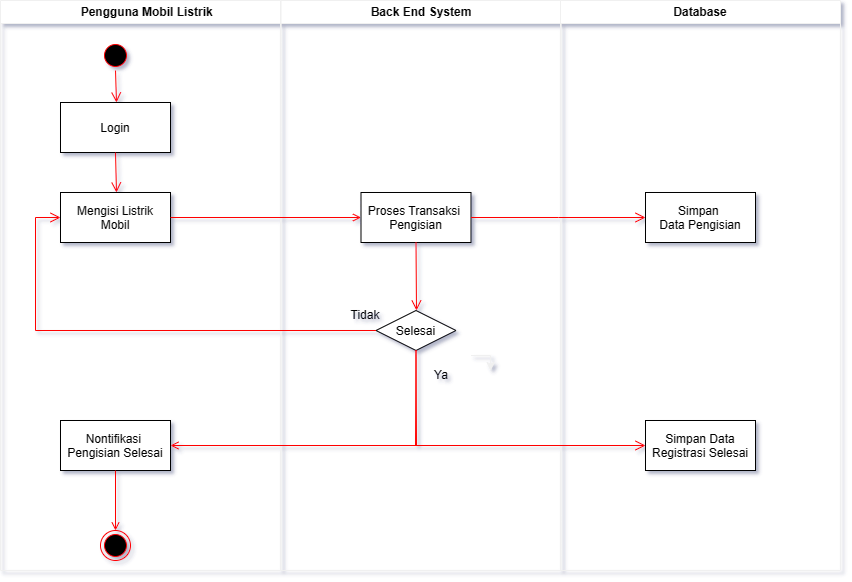 Pengguna Mobil Listrik
Back End System
Database
Login
Mengisi Listrik
Mobil
Proses Transaksi
Pengisian
Simpan
Data Pengisian
Tidak
Selesai
Ya
Nontifikasi
Pengisian Selesai
Simpan Data
Registrasi Selesai